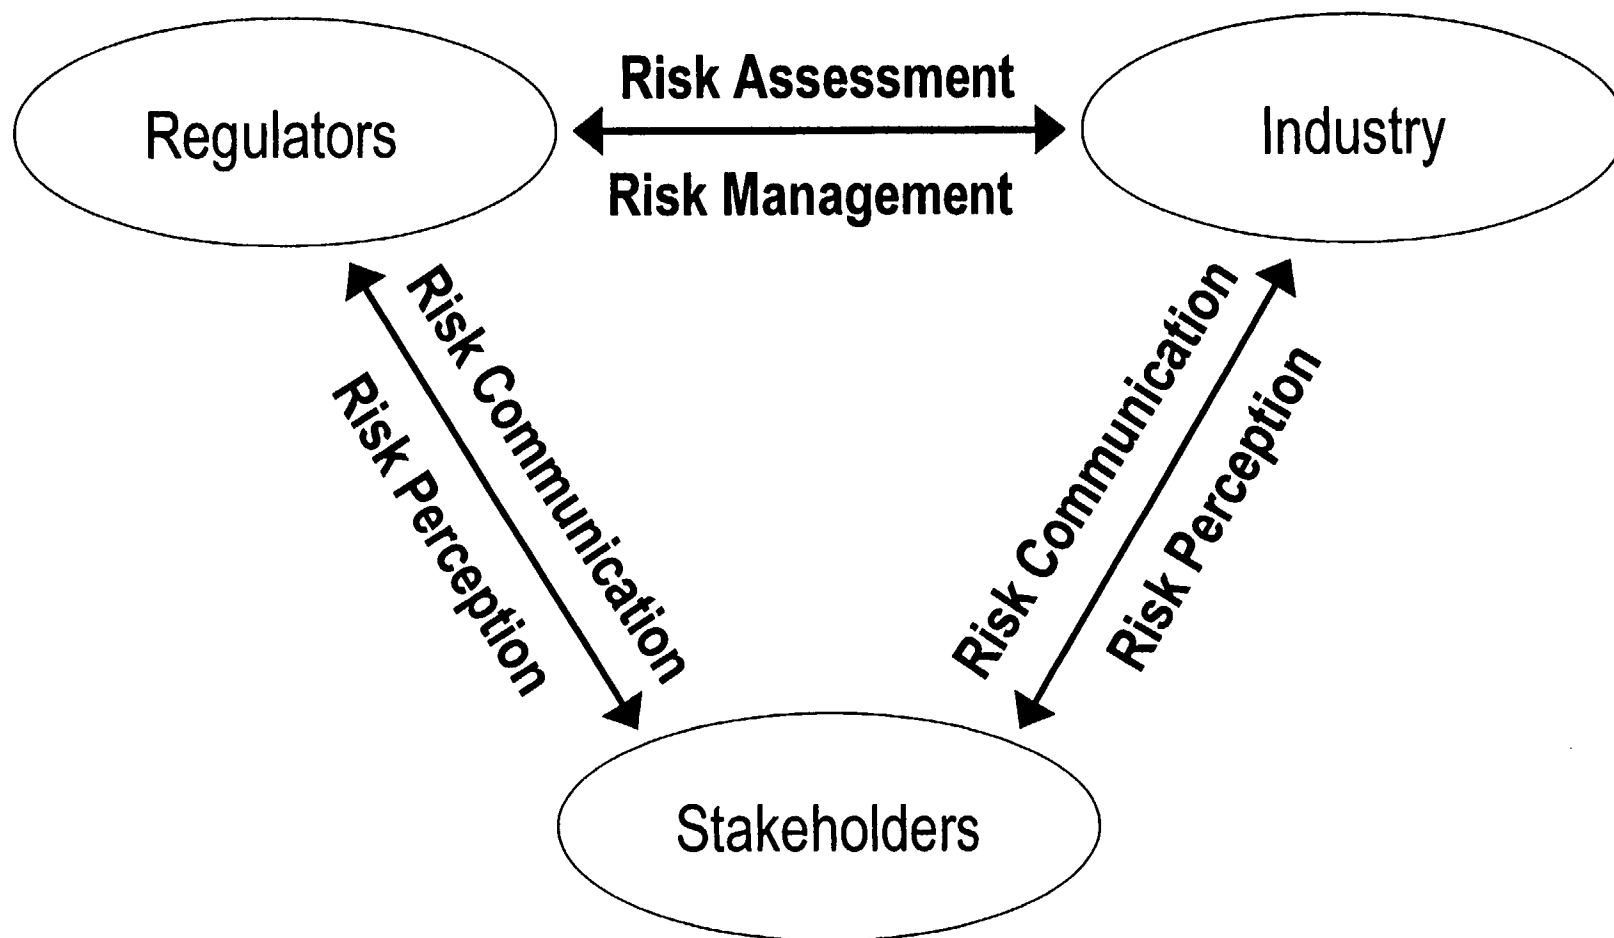 Regulators
Risk Assessment
Risk Management
Industry
Risk Communication
Risk Perception
Risk Communication
Risk Perception
Stakeholders